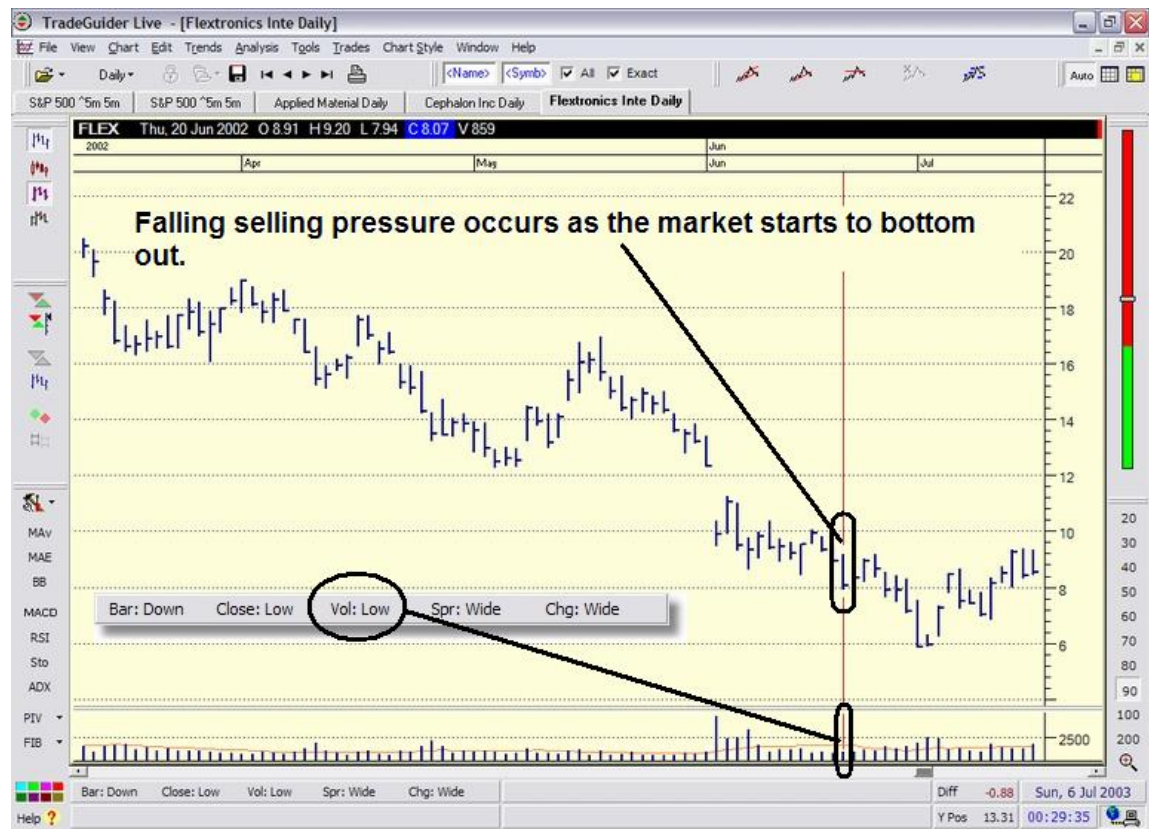 TradeGuider Live - [Flextronics Inte Daily]
File View Chart Edit Trends Analysis Tools Trades Chart Style Window Help
Daily <Name> <Symb> All Exact Auto
S&P 500 ^5m 5m S&P 500 ^5m 5m Applied Material Daily Cephalon Inc Daily Flextronics Inte Daily
FLEX Thu, 20 Jun 2002 O 8.91 H 9.20 L 7.94 C 8.07 V 859
2002 Jun
Apr May Jun Jul
22
Falling selling pressure occurs as the market starts to bottom
out.
20
18
16
14
12
10
8
6
2500
Bar: Down Close: Low Vol: Low Spr: Wide Chg: Wide
MAv
MAE
BB
MACD
RSI
Sto
ADX
PIV
FIB
20
30
40
50
60
70
80
90
100
200
Bar: Down Close: Low Vol: Low Spr: Wide Chg: Wide Diff -0.88 Sun, 6 Jul 2003
Help ? Y Pos 13.31 00:29:35